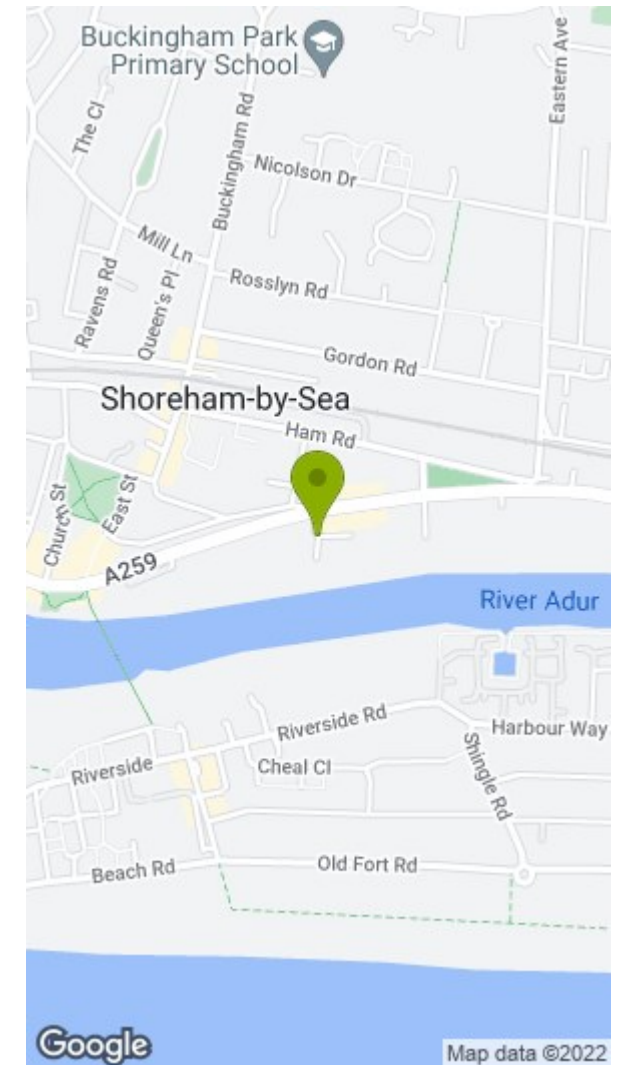 Buckingham Park
Primary School
Eastern Ave
The Cl
Buckingham Rd
Nicolson Dr
Mill Ln
Ravens Rd
Queen's Pl
Rosslyn Rd
Gordon Rd
Shoreham-by-Sea
Ham Rd
Church St
East St
A259
River Adur
Riverside Rd
Harbour Way
Riverside
Cheal Cl
Shingle Rd
Beach Rd
Old Fort Rd
Google
Map data ©2022